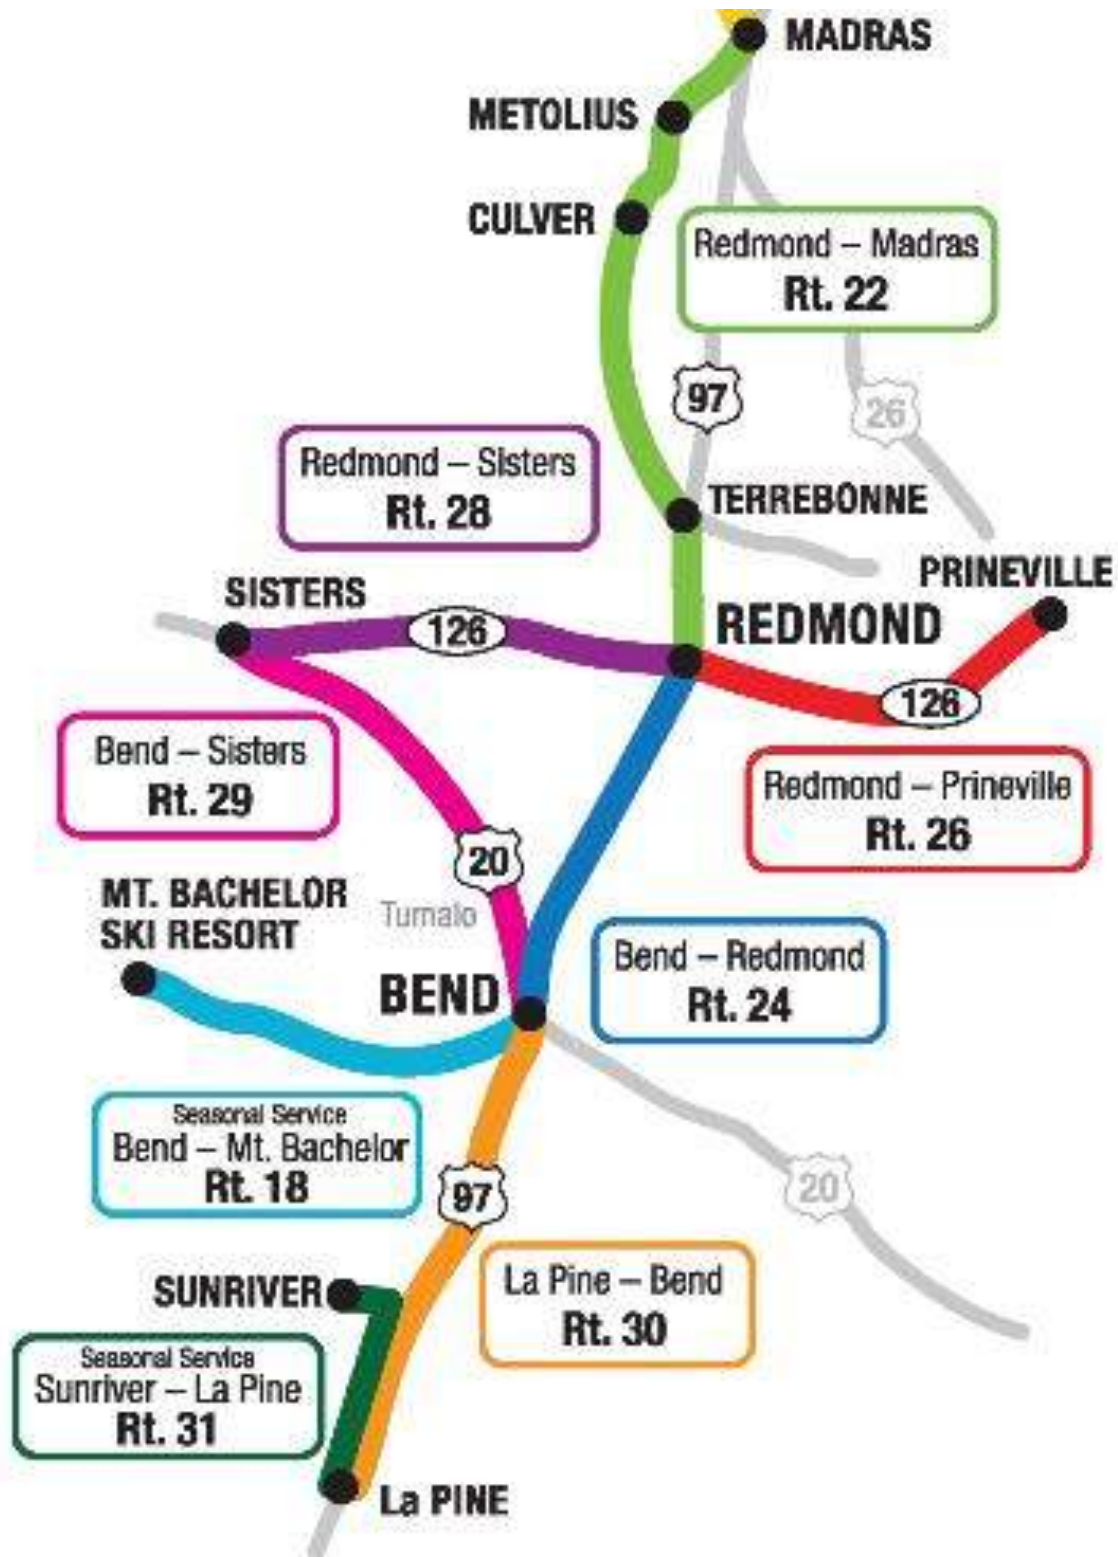 MADRAS
METOLIUS
CULVER
Redmond – Madras
Rt. 22
97
26
Redmond – Sisters
Rt. 28
TERREBONNE
PRINEVILLE
SISTERS
126
REDMOND
126
Bend – Sisters
Rt. 29
Redmond – Prineville
Rt. 26
20
MT. BACHELOR
SKI RESORT
Tumalo
BEND
Bend – Redmond
Rt. 24
Seasonal Service
Bend – Mt. Bachelor
Rt. 18
20
97
La Pine – Bend
Rt. 30
SUNRIVER
Seasonal Service
Sunriver – La Pine
Rt. 31
La PINE